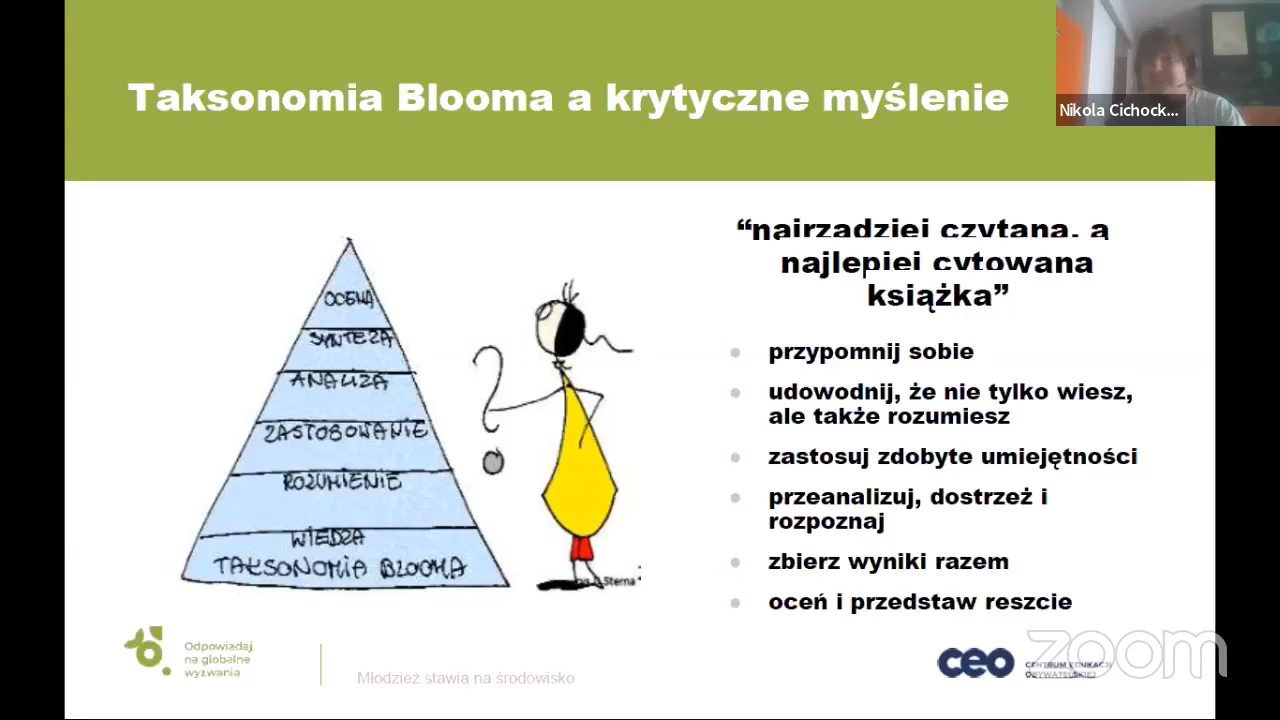 Taksonomia Blooma a krytyczne myślenie
Nikola Cichock...
“najrzadziej czytana, a
najlepiej cytowana
książka”
OCENA
SYNTEZA
ANALIZA
ZASTOSOWANIE
ROZUMIENIE
WIEDZA
TAKSONOMIA BLOOMA
Sterna
przypomnij sobie
udowodnij, że nie tylko wiesz,
ale także rozumiesz
zastosuj zdobyte umiejętności
przeanalizuj, dostrzeż i
rozpoznaj
zbierz wyniki razem
oceń i przedstaw reszcie
Odpowiadaj
na globalne
wyzwania
Młodzież stawia na środowisko
CEO
CENTRUM EDUKACJI
OBYWATELSKIEJ
zoom